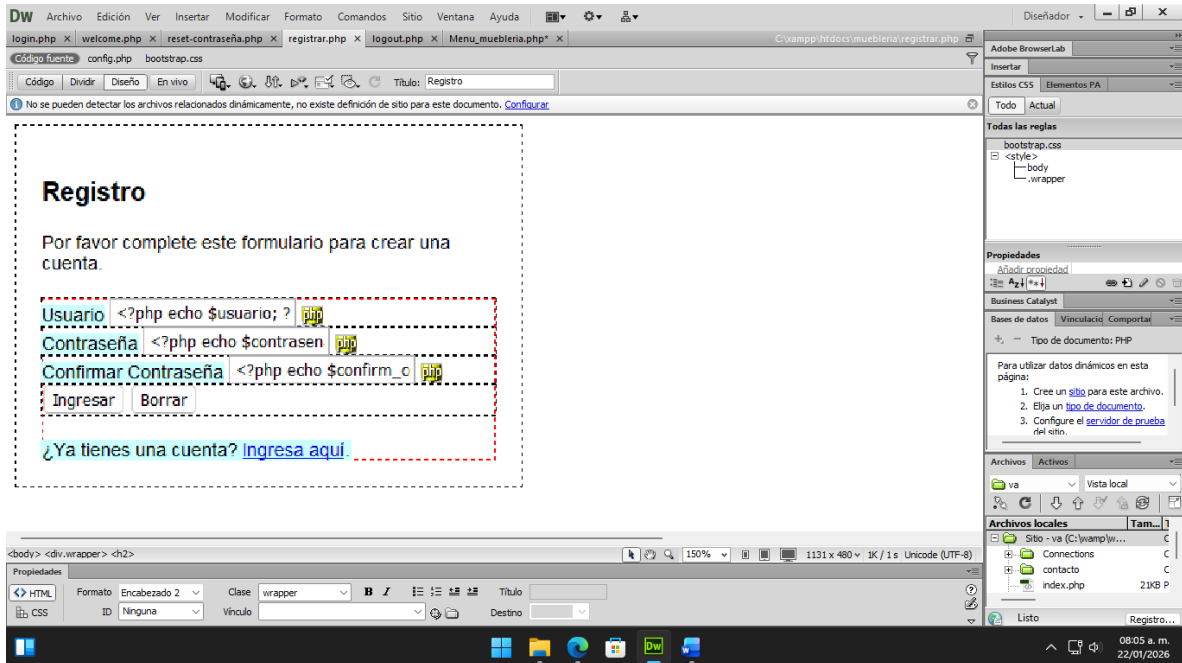 DW Archivo Edición Ver Insertar Modificar Formato Comandos Sitio Ventana Ayuda Diseñador
login.php welcome.php reset-contraseña.php registrar.php logout.php Menu_muebleria.php* C:\xampp\htdocs\muebleria\registrar.php
Código fuente config.php bootstrap.css
Código Dividir Diseño En vivo Título: Registro
No se pueden detectar los archivos relacionados dinámicamente, no existe definición de sitio para este documento. Configurar
Registro
Por favor complete este formulario para crear una
cuenta.
Usuario <?php echo $usuario; ? php
Contraseña <?php echo $contrasen php
Confirmar Contraseña <?php echo $confirm_o php
Ingresar Borrar
¿Ya tienes una cuenta? Ingresa aquí.
<body> <div.wrapper> <h2> 150% 1131 x 480 1K / 1 s Unicode (UTF-8)
Propiedades
<> HTML Formato Encabezado 2 Clase wrapper B I Título
CSS ID Ninguna Vínculo Destino
Adobe BrowserLab
Insertar
Estilos CSS Elementos PA
Todo Actual
Todas las reglas
bootstrap.css
<style>
body
.wrapper
Propiedades
Añadir propiedad
Business Catalyst
Bases de datos Vinculacio Comportar
Tipo de documento: PHP
Para utilizar datos dinámicos en esta
página:
1. Cree un sitio para este archivo.
2. Elija un tipo de documento.
3. Configure el servidor de prueba
del sitio.
Archivos Activos
va Vista local
Archivos locales Tam... T
Sitio - va (C:\wamp\w... C
Connections C
contacto C
index.php 21KB P
Listo Registro...
Dw
08:05 a. m.
22/01/2026